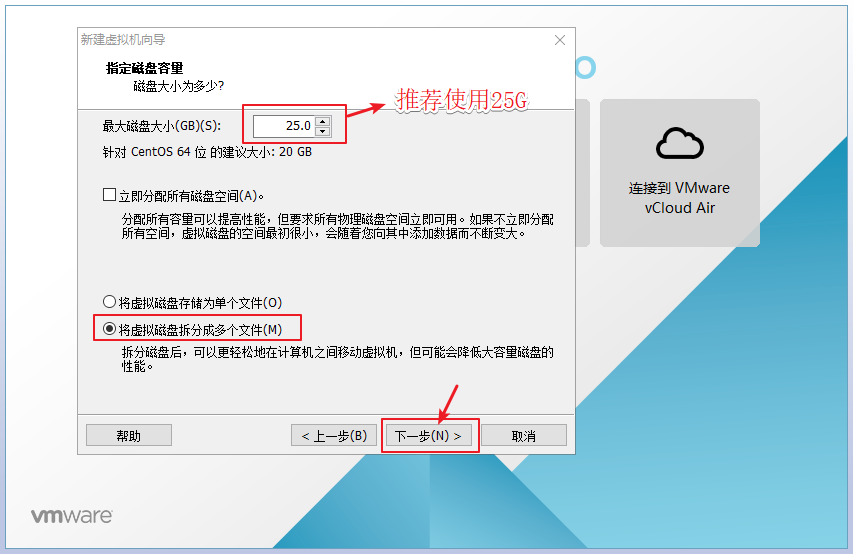 新建虚拟机向导
指定磁盘容量
磁盘大小为多少?
推荐使用25G
最大磁盘大小(GB)(S): 25.0
针对 CentOS 64 位 的建议大小: 20 GB
立即分配所有磁盘空间(A)。
分配所有容量可以提高性能，但要求所有物理磁盘空间立即可用。如果不立即分配
所有空间，虚拟磁盘的空间最初很小，会随着您向其中添加数据而不断变大。
将虚拟磁盘存储为单个文件(O)
将虚拟磁盘拆分成多个文件(M)
拆分磁盘后，可以更轻松地在计算机之间移动虚拟机，但可能会降低大容量磁盘的
性能。
帮助
< 上一步(B)
下一步(N) >
取消
连接到 VMware
vCloud Air
vmware